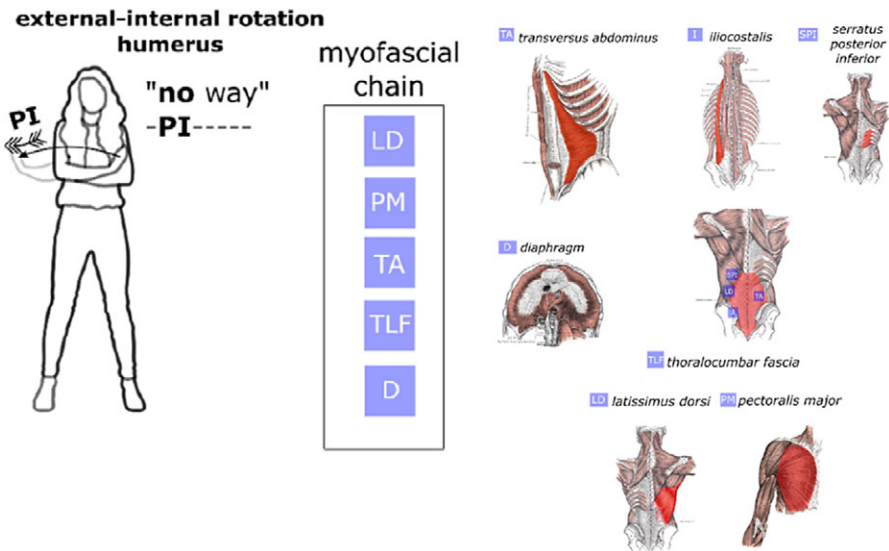 external-internal rotation
humerus
PI
"no way"
-PI-----
myofascial
chain
LD
PM
TA
TLF
D
TA transversus abdominus
I iliocostalis
SPI serratus
posterior
inferior
D diaphragm
SPI
LD
TA
I
TLF thoralocumbar fascia
LD latissimus dorsi
PM pectoralis major